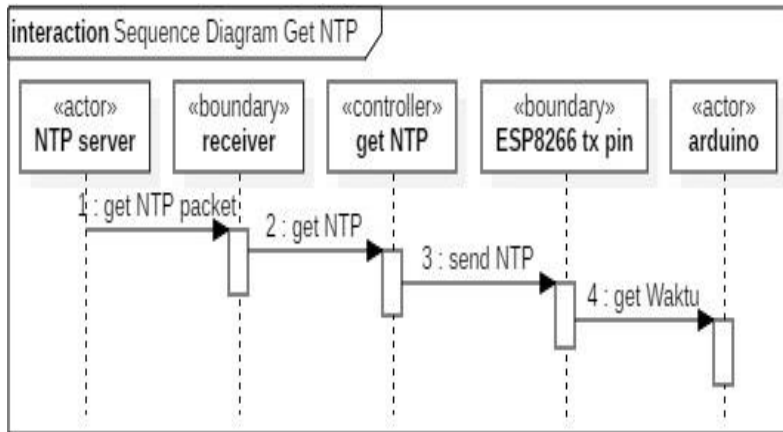 interaction Sequence Diagram Get NTP
«actor»
NTP server
«boundary»
receiver
«controller»
get NTP
«boundary»
ESP8266 tx pin
«actor»
arduino
1 : get NTP packet
2 : get NTP
3 : send NTP
4 : get Waktu